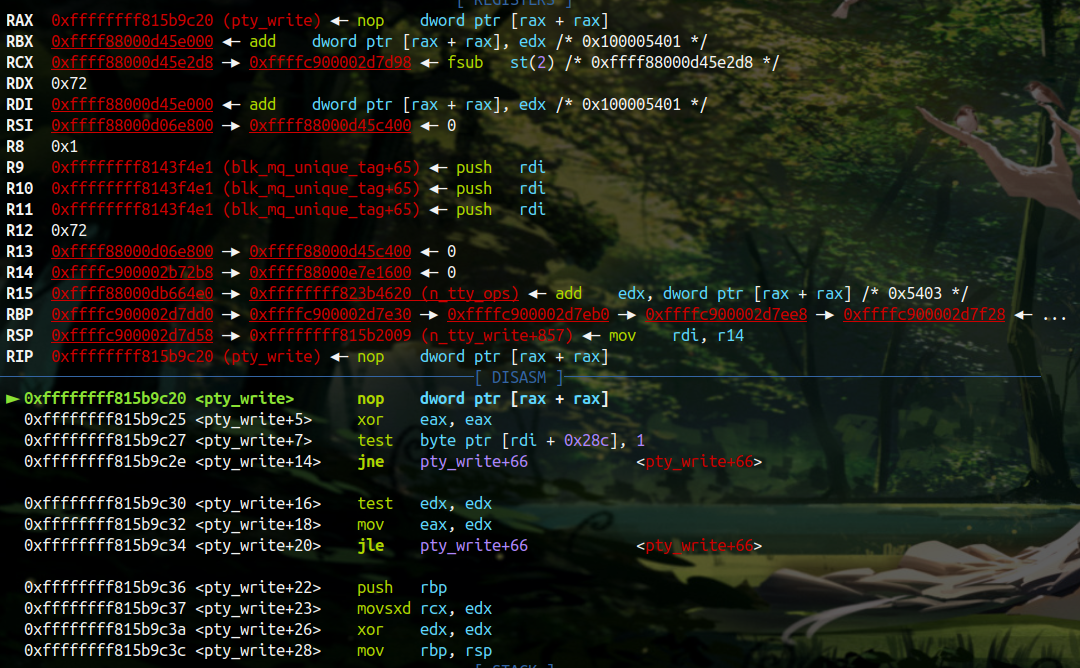 [ REGISTERS ]
RAX 0xffffffff815b9c20 (pty_write) ◂— nop dword ptr [rax + rax]
RBX 0xffff88000d45e000 ◂— add dword ptr [rax + rax], edx /* 0x100005401 */
RCX 0xffff88000d45e2d8 —▸ 0xffffc900002d7d98 ◂— fsub st(2) /* 0xffff88000d45e2d8 */
RDX 0x72
RDI 0xffff88000d45e000 ◂— add dword ptr [rax + rax], edx /* 0x100005401 */
RSI 0xffff88000d06e800 —▸ 0xffff88000d45c400 ◂— 0
R8 0x1
R9 0xffffffff8143f4e1 (blk_mq_unique_tag+65) ◂— push rdi
R10 0xffffffff8143f4e1 (blk_mq_unique_tag+65) ◂— push rdi
R11 0xffffffff8143f4e1 (blk_mq_unique_tag+65) ◂— push rdi
R12 0x72
R13 0xffff88000d06e800 —▸ 0xffff88000d45c400 ◂— 0
R14 0xffffc900002b72b8 —▸ 0xffff88000e7e1600 ◂— 0
R15 0xffff88000db664e0 —▸ 0xffffffff823b4620 (n_tty_ops) ◂— add edx, dword ptr [rax + rax] /* 0x5403 */
RBP 0xffffc900002d7dd0 —▸ 0xffffc900002d7e30 —▸ 0xffffc900002d7eb0 —▸ 0xffffc900002d7ee8 —▸ 0xffffc900002d7f28 ◂— ...
RSP 0xffffc900002d7d58 —▸ 0xffffffff815b2009 (n_tty_write+857) ◂— mov rdi, r14
RIP 0xffffffff815b9c20 (pty_write) ◂— nop dword ptr [rax + rax]
[ DISASM ]
► 0xffffffff815b9c20 <pty_write> nop dword ptr [rax + rax]
0xffffffff815b9c25 <pty_write+5> xor eax, eax
0xffffffff815b9c27 <pty_write+7> test byte ptr [rdi + 0x28c], 1
0xffffffff815b9c2e <pty_write+14> jne pty_write+66 <pty_write+66>
0xffffffff815b9c30 <pty_write+16> test edx, edx
0xffffffff815b9c32 <pty_write+18> mov eax, edx
0xffffffff815b9c34 <pty_write+20> jle pty_write+66 <pty_write+66>
0xffffffff815b9c36 <pty_write+22> push rbp
0xffffffff815b9c37 <pty_write+23> movsxd rcx, edx
0xffffffff815b9c3a <pty_write+26> xor edx, edx
0xffffffff815b9c3c <pty_write+28> mov rbp, rsp
[ STACK ]